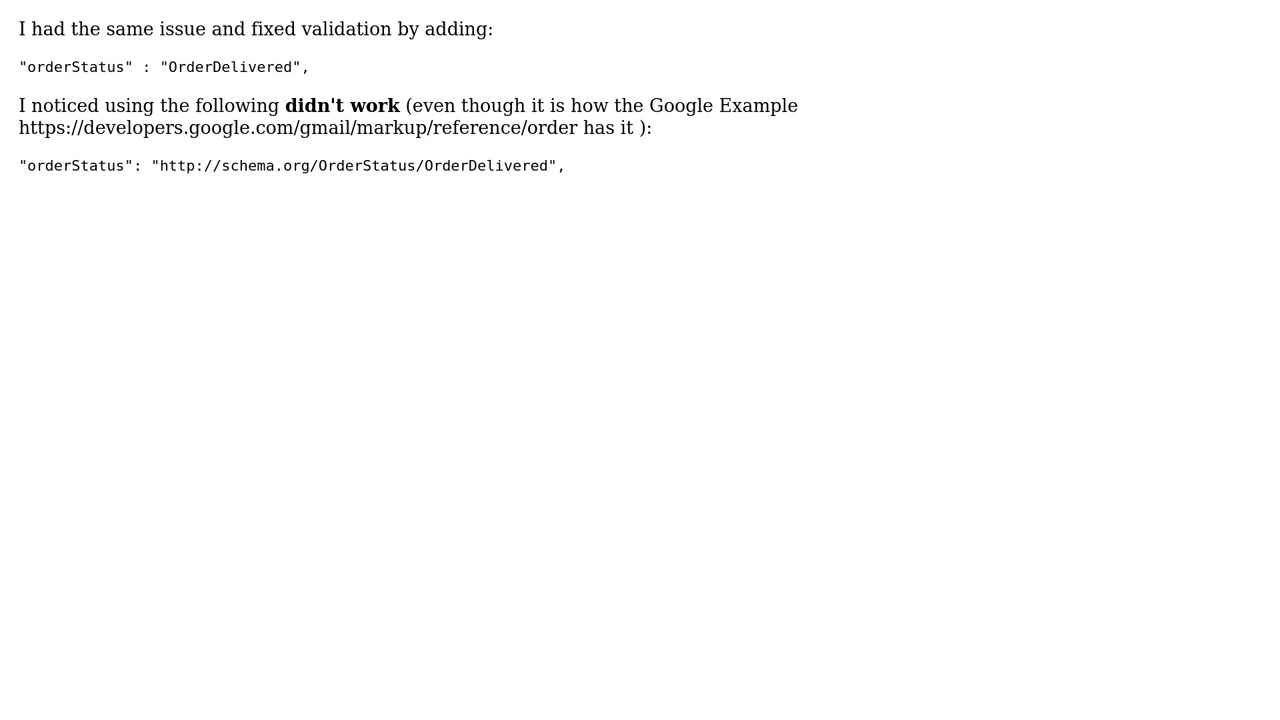 I had the same issue and fixed validation by adding:
"orderStatus" : "OrderDelivered",
I noticed using the following didn't work (even though it is how the Google Example
https://developers.google.com/gmail/markup/reference/order has it ):
"orderStatus": "http://schema.org/OrderStatus/OrderDelivered",